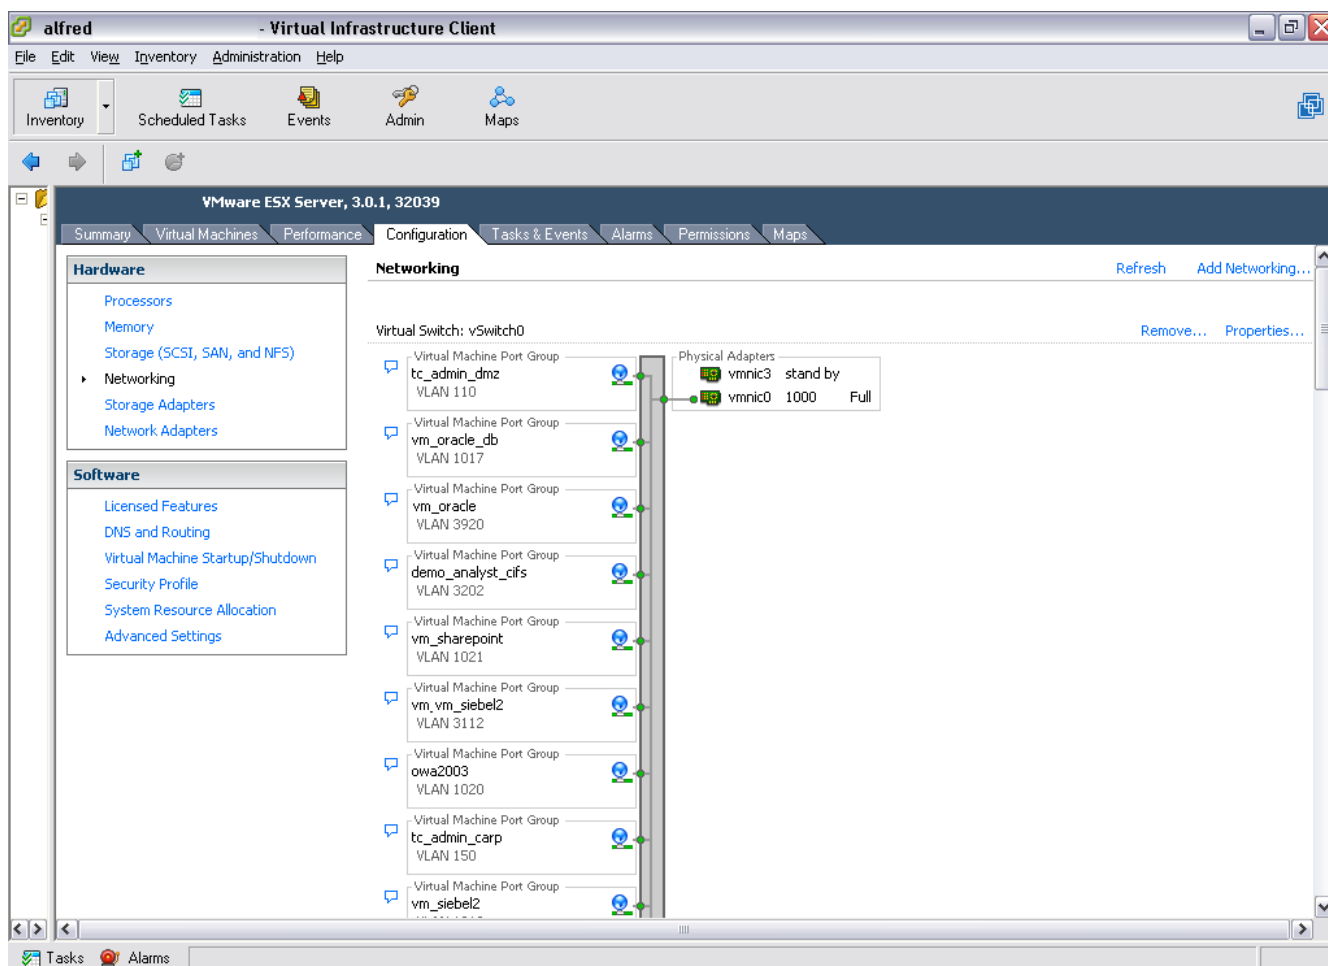 alfred - Virtual Infrastructure Client
File Edit View Inventory Administration Help
Inventory Scheduled Tasks Events Admin Maps
VMware ESX Server, 3.0.1, 32039
Summary Virtual Machines Performance Configuration Tasks & Events Alarms Permissions Maps
Hardware
Processors
Memory
Storage (SCSI, SAN, and NFS)
Networking
Storage Adapters
Network Adapters
Software
Licensed Features
DNS and Routing
Virtual Machine Startup/Shutdown
Security Profile
System Resource Allocation
Advanced Settings
Networking Refresh Add Networking...
Virtual Switch: vSwitch0 Remove... Properties...
Virtual Machine Port Group
tc_admin_dmz
VLAN 110
Virtual Machine Port Group
vm_oracle_db
VLAN 1017
Virtual Machine Port Group
vm_oracle
VLAN 3920
Virtual Machine Port Group
demo_analyst_cifs
VLAN 3202
Virtual Machine Port Group
vm_sharepoint
VLAN 1021
Virtual Machine Port Group
vm_vm_siebel2
VLAN 3112
Virtual Machine Port Group
owa2003
VLAN 1020
Virtual Machine Port Group
tc_admin_carp
VLAN 150
Virtual Machine Port Group
vm_siebel2
Physical Adapters
vmnic3 stand by
vmnic0 1000 Full
Tasks Alarms